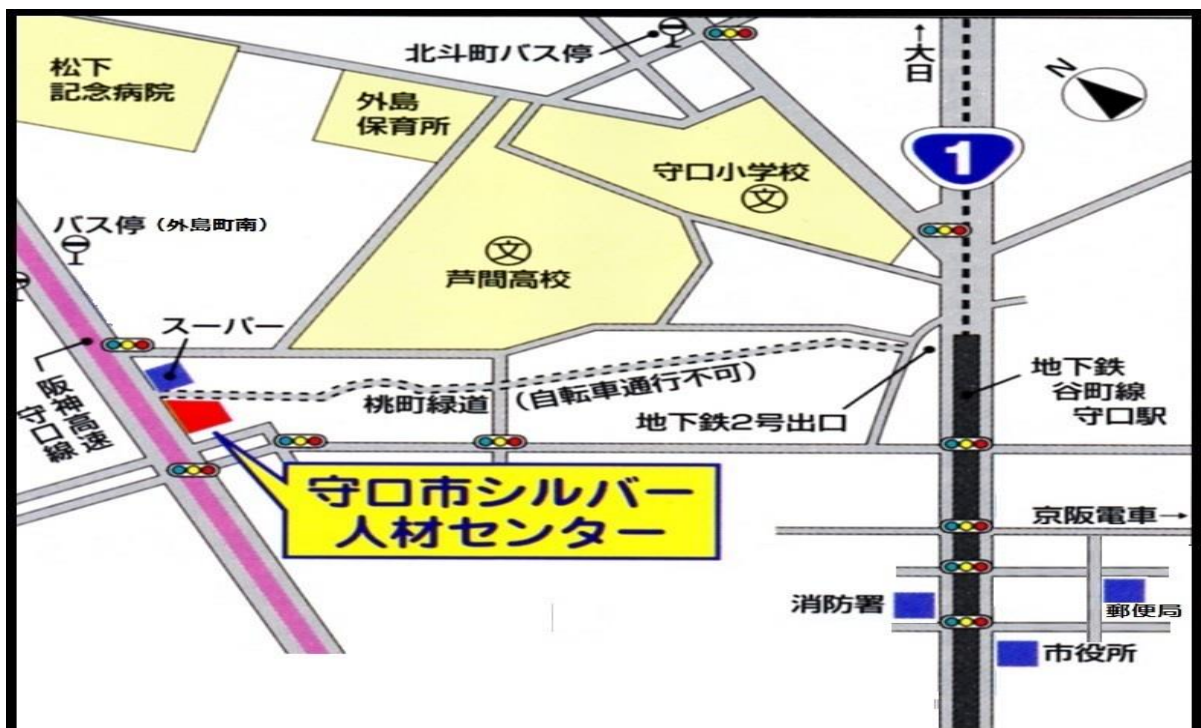 北斗町バス停
↑大日
N
松下
記念病院
外島
保育所
1
守口小学校
文
バス停（外島町南）
文
芦間高校
スーパー
阪神高速
守口線
桃町緑道
（自転車通行不可）
地下鉄2号出口
地下鉄
谷町線
守口駅
守口市シルバー
人材センター
京阪電車→
消防署
郵便局
市役所